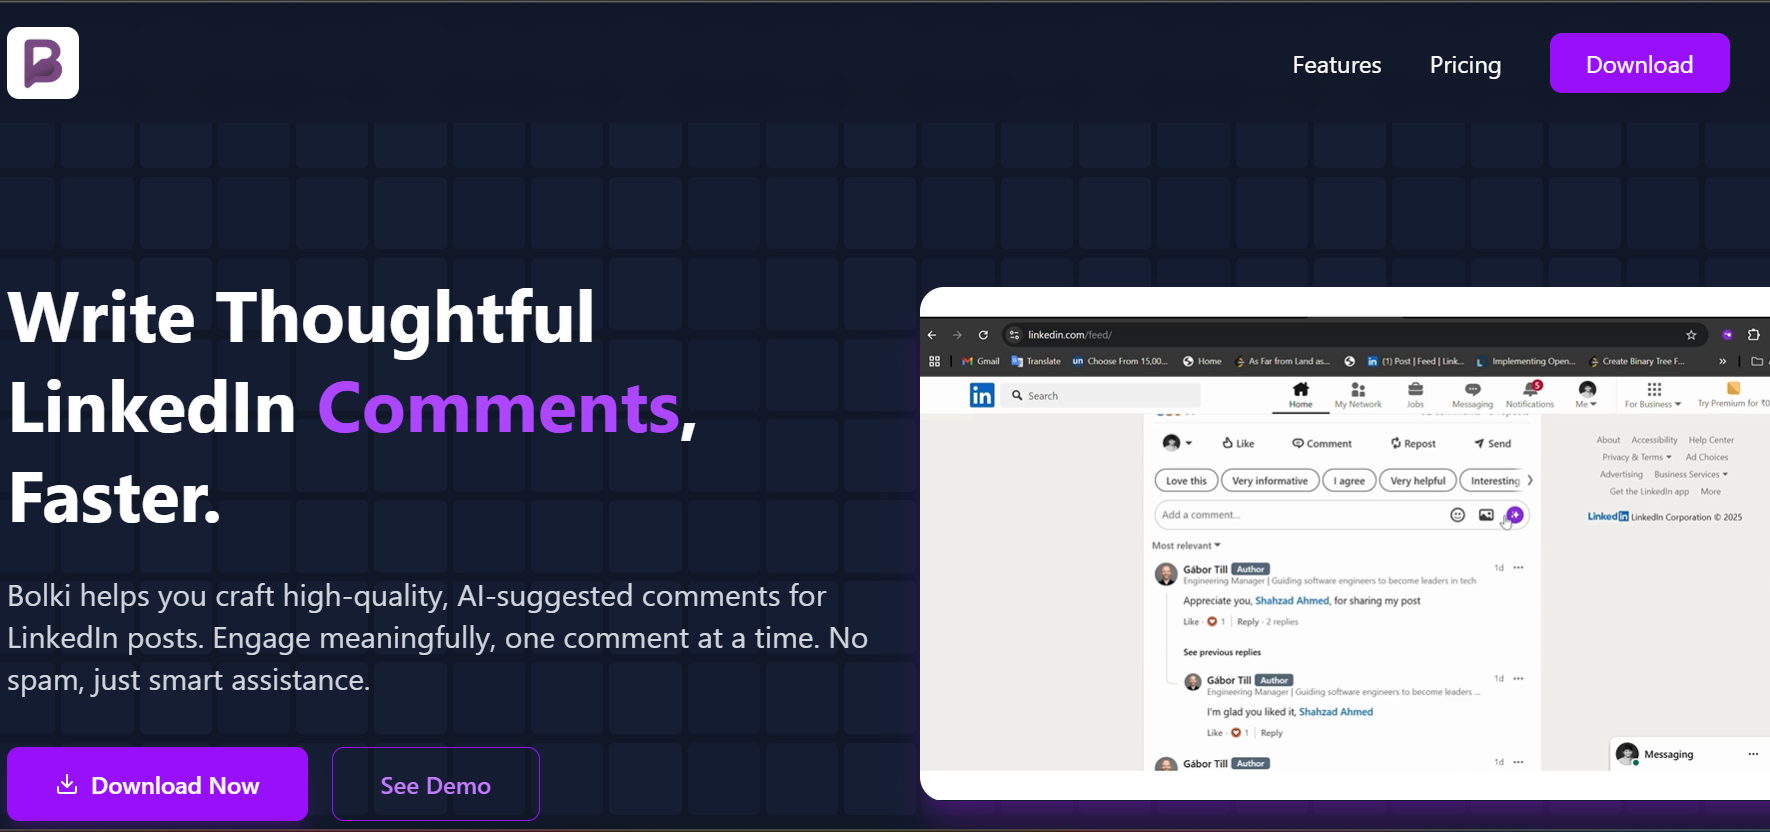 B
Features
Pricing
Download
Write Thoughtful
LinkedIn Comments,
Faster.
Bolki helps you craft high-quality, AI-suggested comments for
LinkedIn posts. Engage meaningfully, one comment at a time. No
spam, just smart assistance.
Download Now
See Demo
linkedin.com/feed/
Gmail
Translate
un Choose From 15,00...
Home
As Far from Land as...
in (1) Post | Feed | Link...
L Implementing Open...
Create Binary Tree F...
»
in
Search
Home
My Network
Jobs
Messaging
5
Notifications
Me
For Business
Try Premium for ₹0
Like
Comment
Repost
Send
Love this
Very informative
I agree
Very helpful
Interesting
Add a comment...
Most relevant
Gábor Till Author
1d
Engineering Manager | Guiding software engineers to become leaders in tech
Appreciate you, Shahzad Ahmed, for sharing my post
Like · 1 | Reply · 2 replies
See previous replies
Gábor Till Author
1d
Engineering Manager | Guiding software engineers to become leaders ...
I'm glad you liked it, Shahzad Ahmed
Like · 1 | Reply
Gábor Till Author
1d
About Accessibility Help Center
Privacy & Terms Ad Choices
Advertising Business Services
Get the LinkedIn app More
LinkedIn LinkedIn Corporation © 2025
Messaging